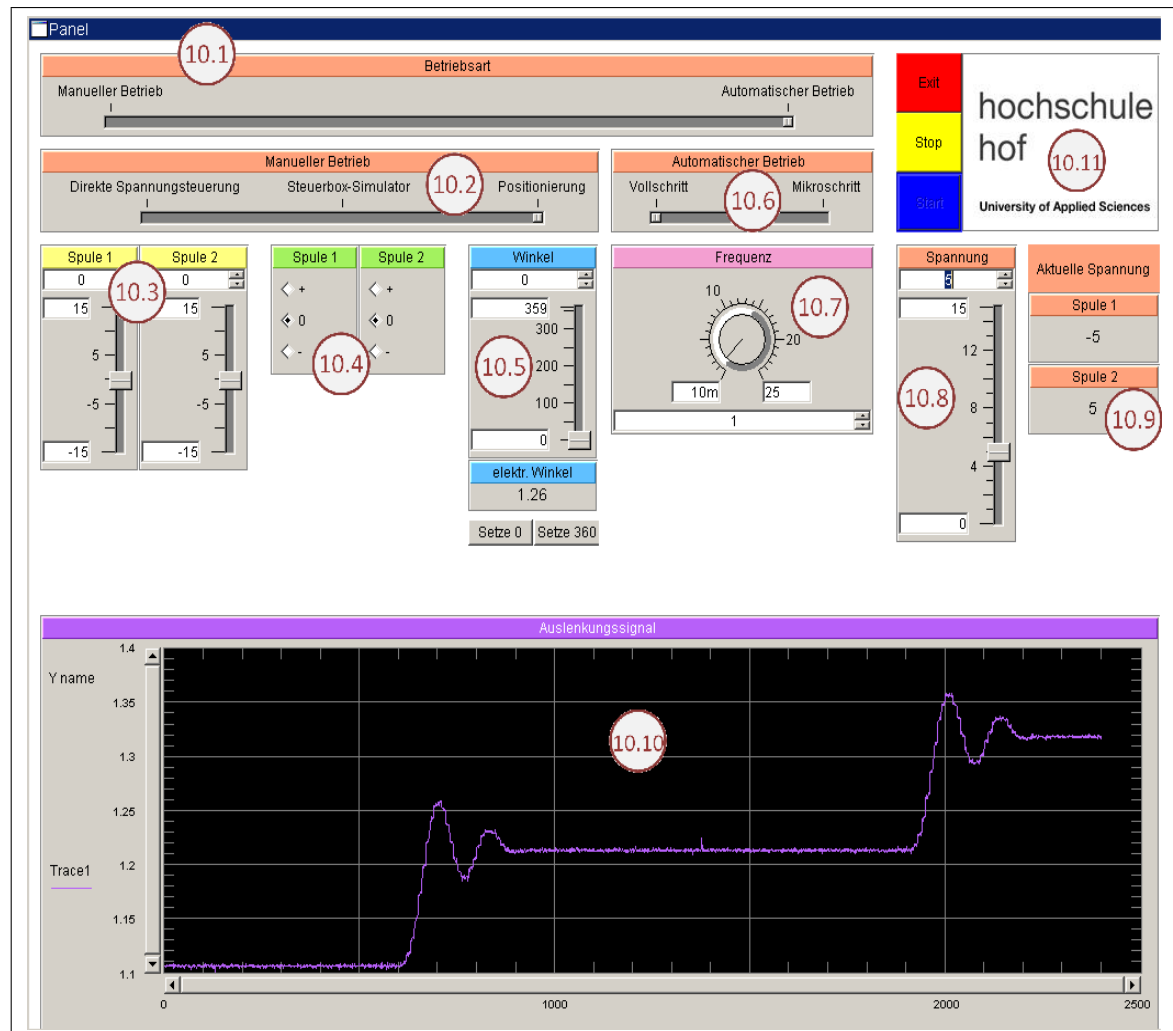 Panel
10.1
Betriebsart
Manueller Betrieb Automatischer Betrieb
Exit
Stop
Start
hochschule
hof
10.11
University of Applied Sciences
Manueller Betrieb
Direkte Spannungsteuerung Steuerbox-Simulator 10.2 Positionierung
Automatischer Betrieb
Vollschritt 10.6 Mikroschritt
Spule 1 Spule 2
0 0
10.3
15 15
5 5
-5 -5
-15 -15
Spule 1 Spule 2
+ +
0 0
- -
10.4
Winkel
0
359
300
200
100
0
10.5
elektr. Winkel
1.26
Setze 0 Setze 360
Frequenz
10
20
10.7
10m 25
1
Spannung
5
15
12
8
4
0
10.8
Aktuelle Spannung
Spule 1
-5
Spule 2
5
10.9
Auslenkungssignal
Y name
Trace1
1.4
1.35
1.3
1.25
1.2
1.15
1.1
10.10
0 1000 2000 2500